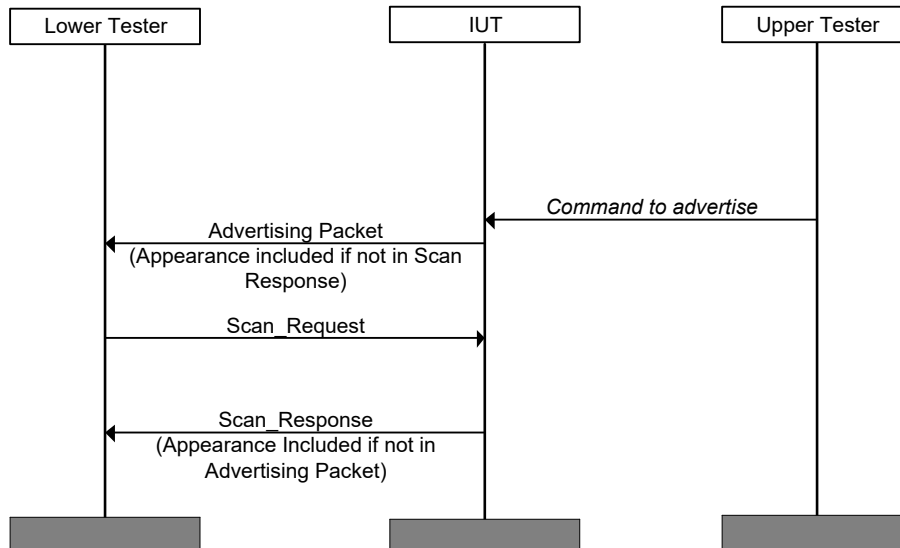 Lower Tester
IUT
Upper Tester
Command to advertise
Advertising Packet
(Appearance included if not in Scan
Response)
Scan_Request
Scan_Response
(Appearance Included if not in
Advertising Packet)